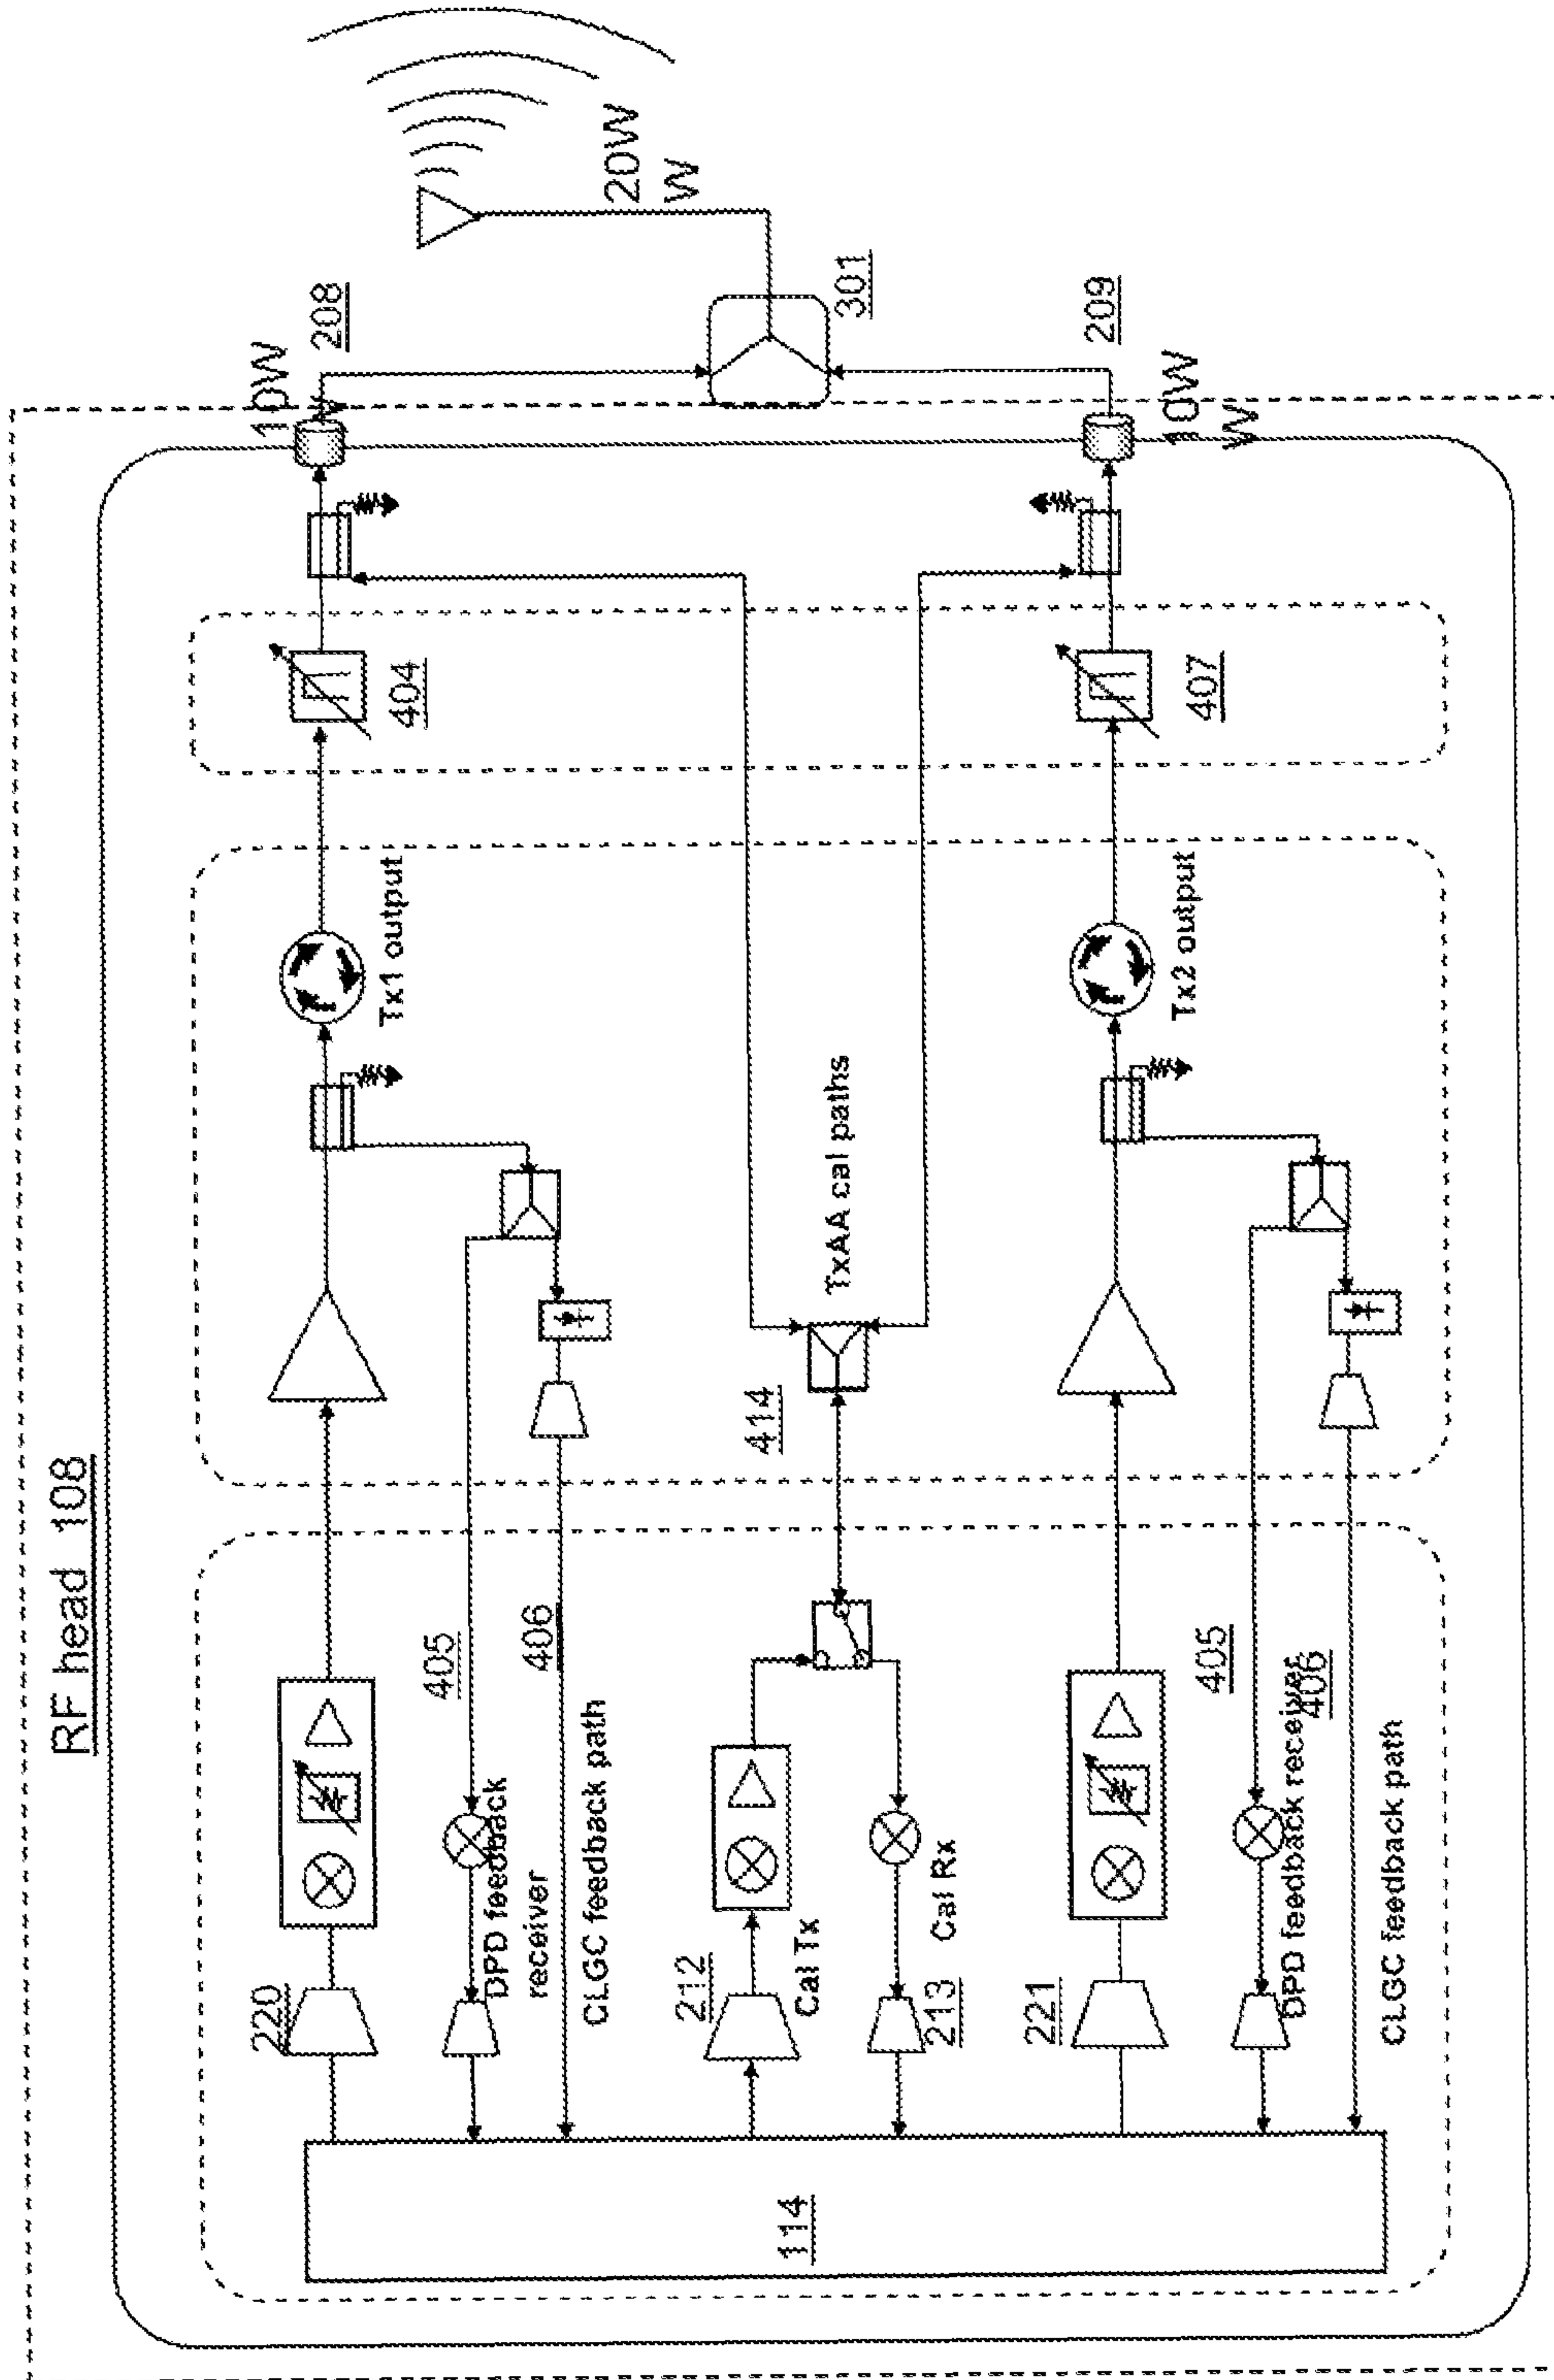 RF head 108
220
DPD feedback
receiver
405
406
CLGC feedback path
Tx1 output
404
10W
W
208
212
Cal Tx
Cal Rx
213
414
TxAA cal paths
301
20W
W
114
221
DPD feedback receiver
405
406
CLGC feedback path
Tx2 output
407
10W
W
209